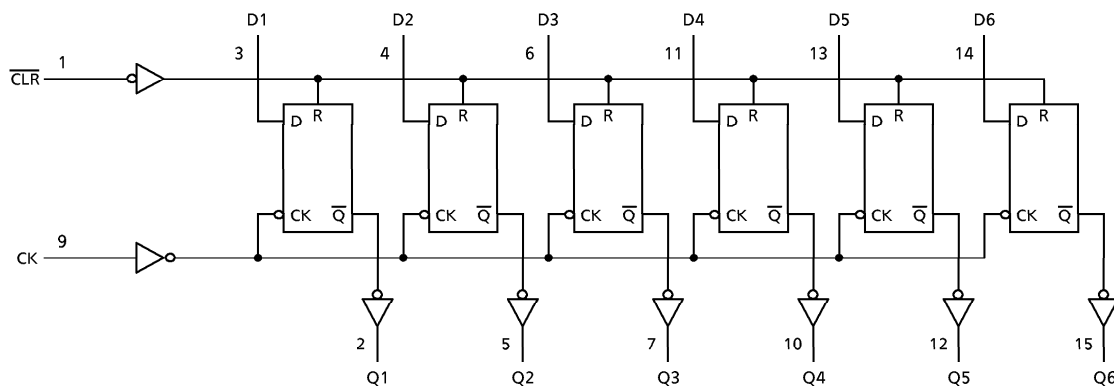 D1 D2 D3 D4 D5 D6
3 4 6 11 13 14
C̅L̅R̅ 1
R R R R R R
D D D D D D
CK Q̅ CK Q̅ CK Q̅ CK Q̅ CK Q̅ CK Q̅
CK 9
2 5 7 10 12 15
Q1 Q2 Q3 Q4 Q5 Q6